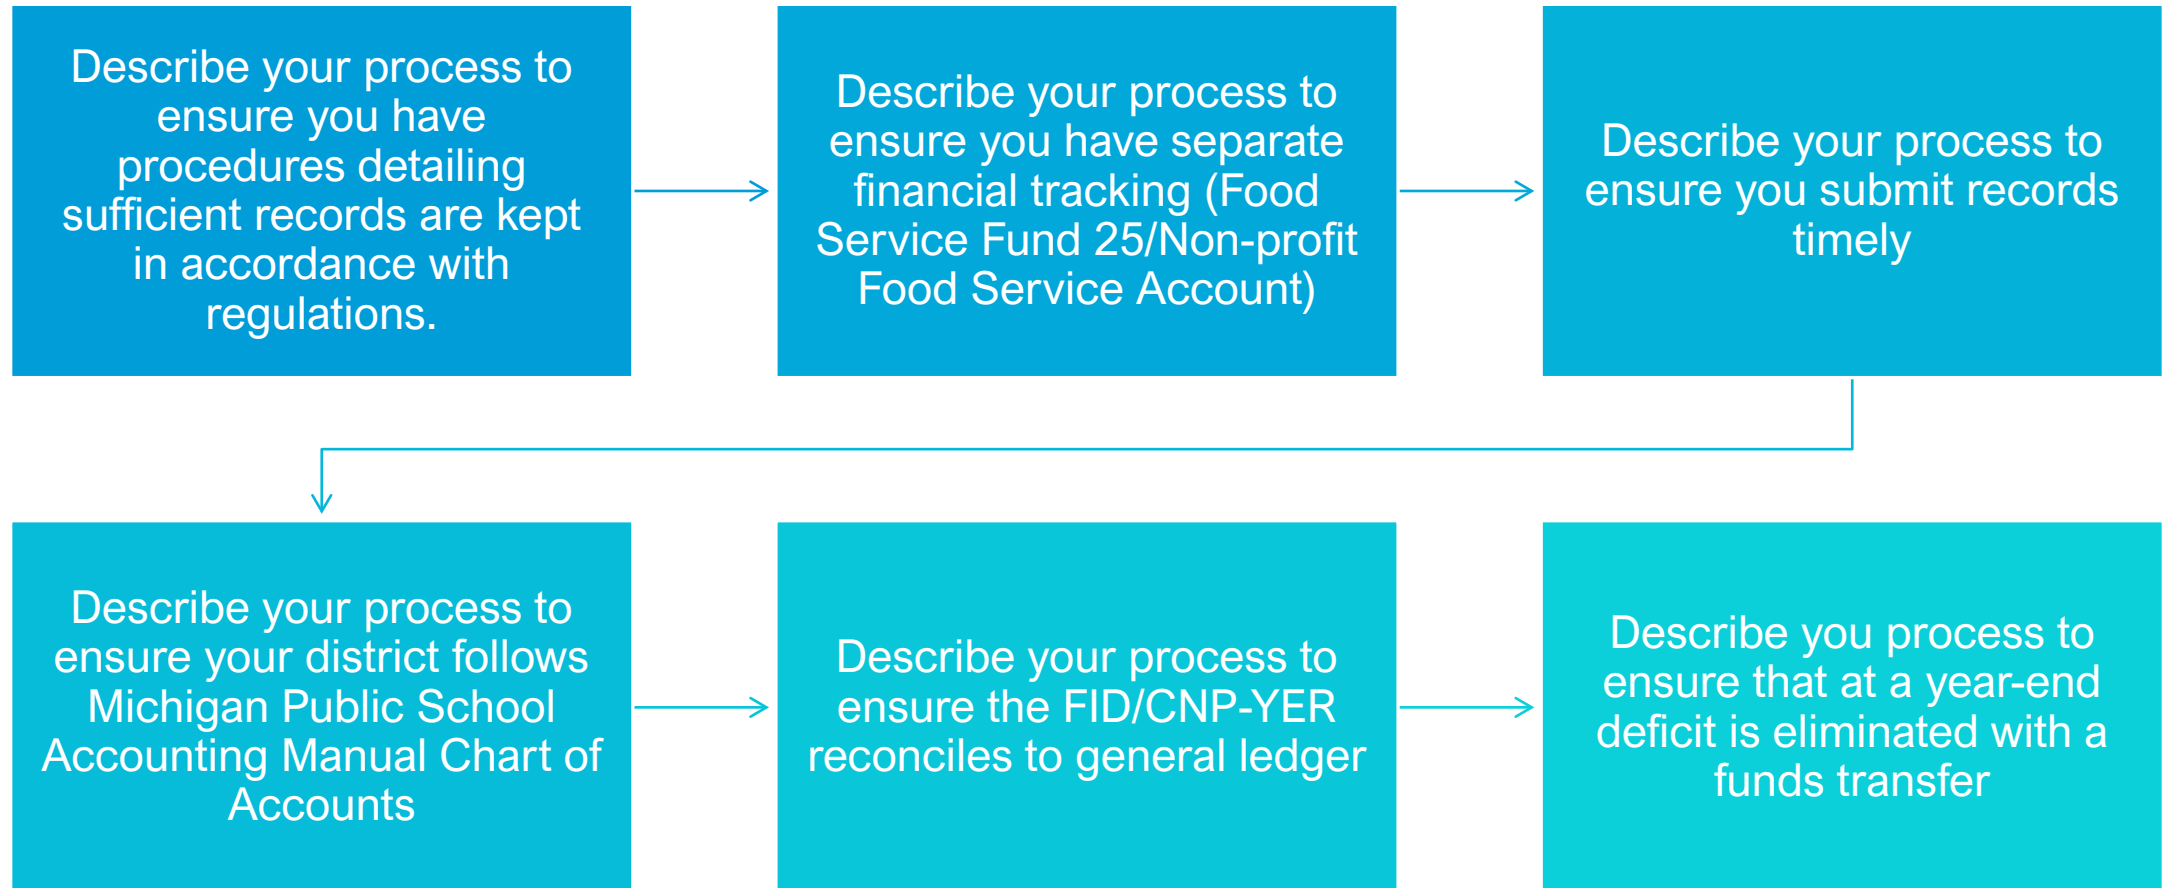 Describe your process to
ensure you have
procedures detailing
sufficient records are kept
in accordance with
regulations.
Describe your process to
ensure you have separate
financial tracking (Food
Service Fund 25/Non-profit
Food Service Account)
Describe your process to
ensure you submit records
timely
Describe your process to
ensure your district follows
Michigan Public School
Accounting Manual Chart of
Accounts
Describe your process to
ensure the FID/CNP-YER
reconciles to general ledger
Describe you process to
ensure that at a year-end
deficit is eliminated with a
funds transfer